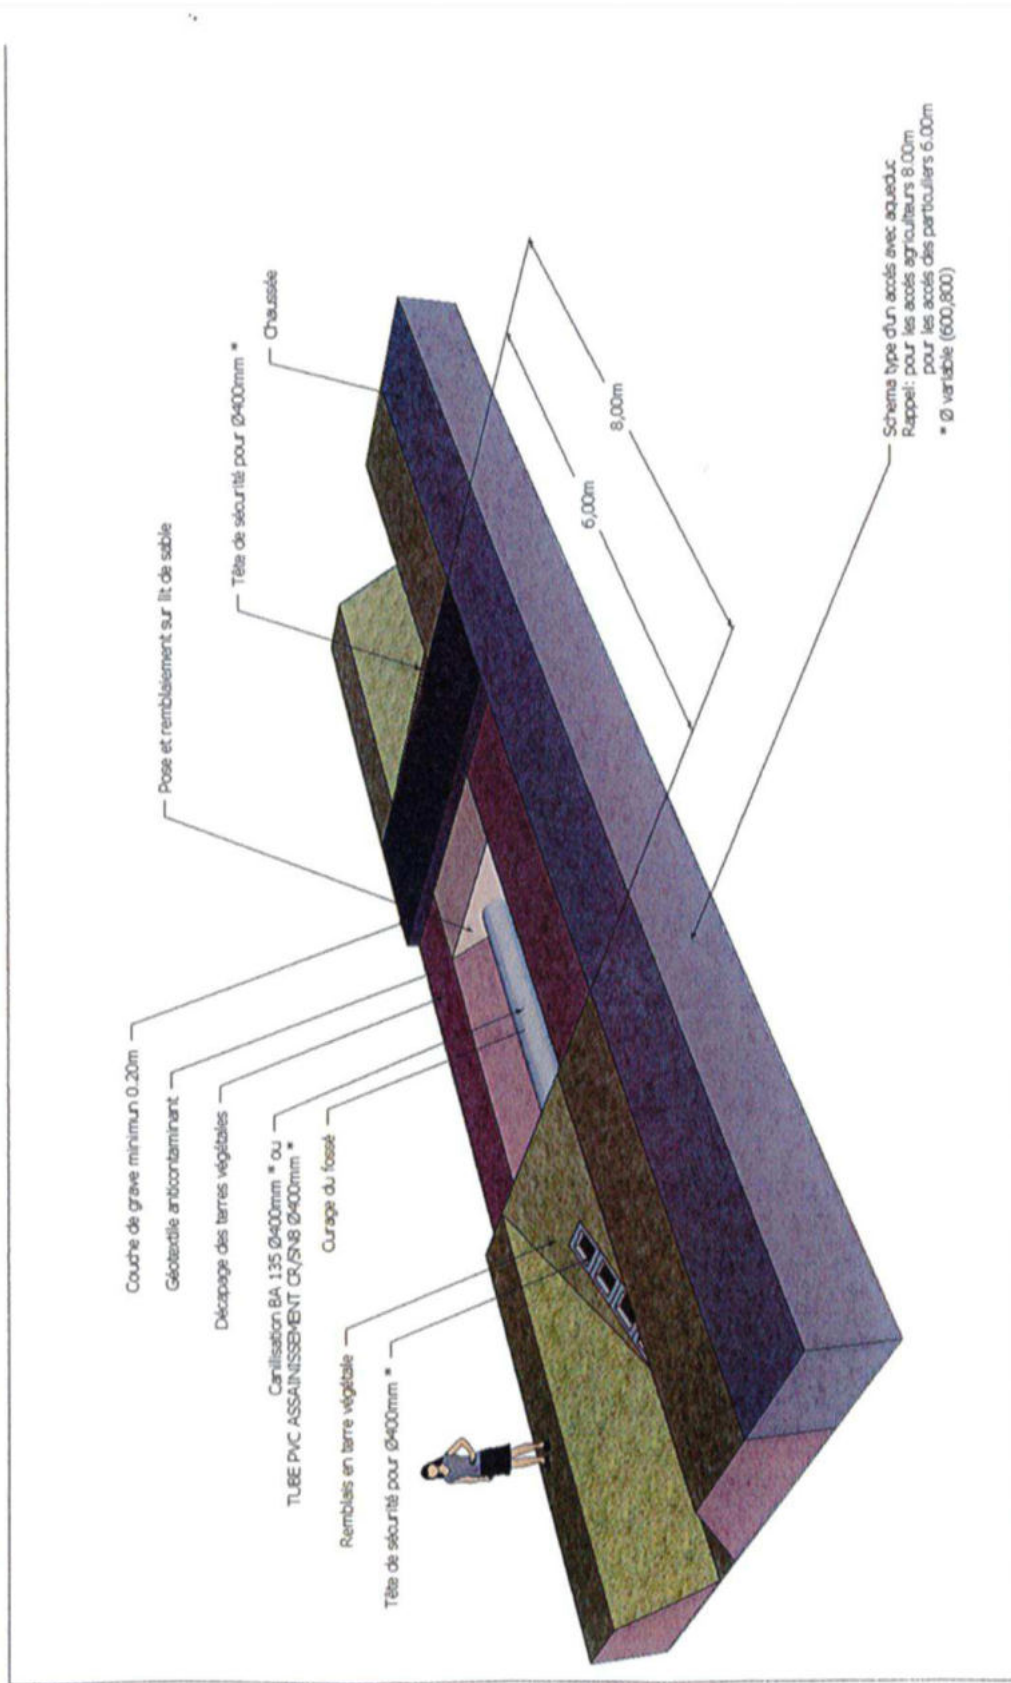 Couche de grave minimun 0.20m
Géotextile anticontaminant
Décapage des terres végétales
Canilisation BA 135 Ø400mm * ou
TUBE PVC ASSAINISSEMENT CR/SN8 Ø400mm *
Curage du fossé
Remblais en terre végétale
Tête de sécurité pour Ø400mm *
Pose et remblaiement sur lit de sable
Tête de sécurité pour Ø400mm *
Chaussée
6,00m
8,00m
Schema type d'un accés avec aqueduc
Rappel: pour les accés agriculteurs 8.00m
pour les accés des particuliers 6.00m
* Ø variable (600,800)